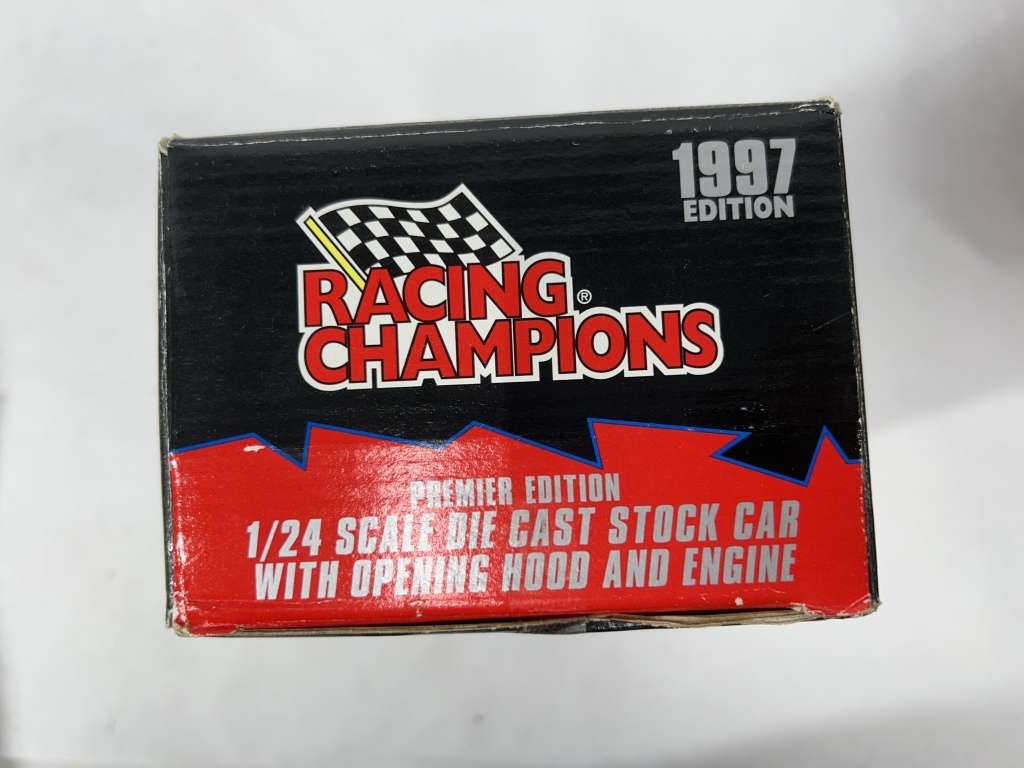 1997
EDITION
RACING ®
CHAMPIONS
PREMIER EDITION
1/24 SCALE DIE CAST STOCK CAR
WITH OPENING HOOD AND ENGINE